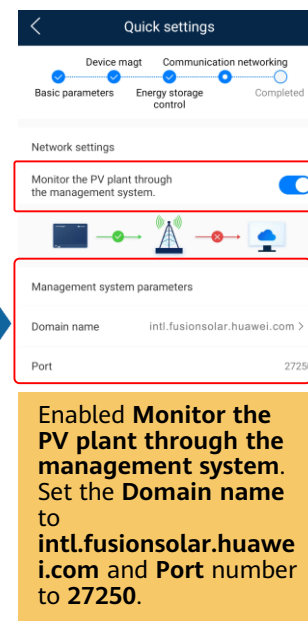 Quick settings
Device magt Communication networking
Basic parameters Energy storage control Completed
Network settings
Monitor the PV plant through
the management system.
Management system parameters
Domain name intl.fusionsolar.huawei.com >
Port 27250
Enabled Monitor the
PV plant through the
management system.
Set the Domain name
to
intl.fusionsolar.huawe
i.com and Port number
to 27250.